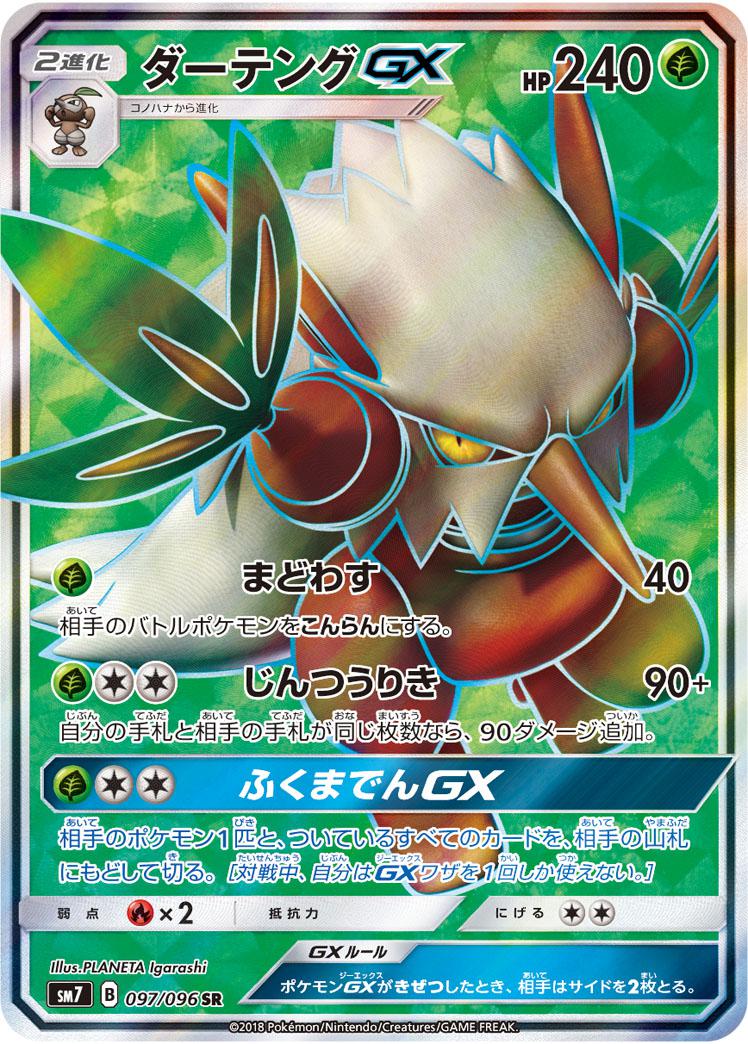 2進化 ダーテングGX HP240
コノハナから進化
まどわす 40
相手のバトルポケモンをこんらんにする。
じんつうりき 90+
自分の手札と相手の手札が同じ枚数なら、90ダメージ追加。
ふくまでんGX
相手のポケモン1匹と、ついているすべてのカードを、相手の山札
にもどして切る。[対戦中、自分はGXワザを1回しか使えない。]
弱点 ×2 抵抗力 にげる
GXルール
ポケモンGXがきぜつしたとき、相手はサイドを2枚とる。
Illus.PLANETA Igarashi
SM7 B 097/096 SR
©2018 Pokémon/Nintendo/Creatures/GAME FREAK.